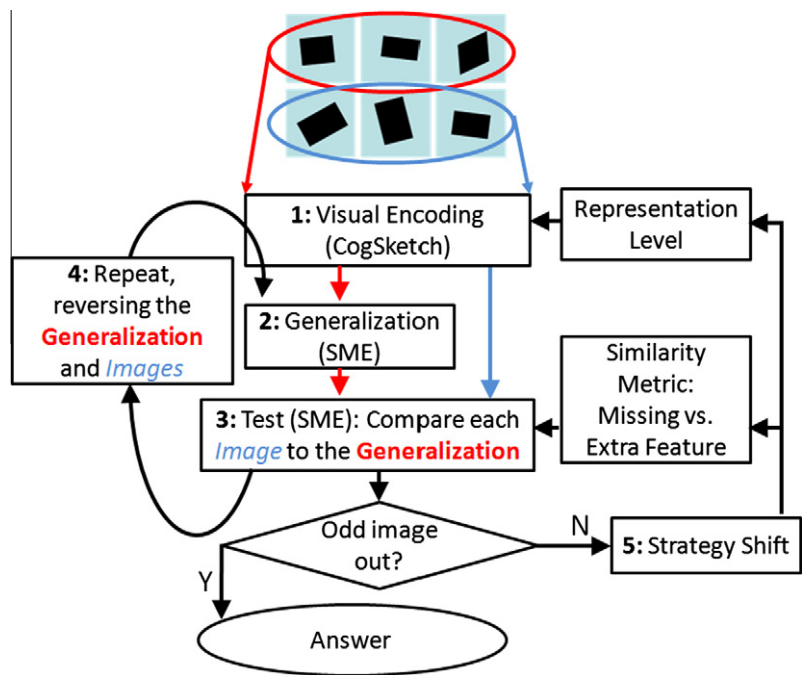 1: Visual Encoding
(CogSketch)
Representation
Level
4: Repeat,
reversing the
Generalization
and Images
2: Generalization
(SME)
Similarity
Metric:
Missing vs.
Extra Feature
3: Test (SME): Compare each
Image to the Generalization
Odd image
out?
N
5: Strategy Shift
Y
Answer